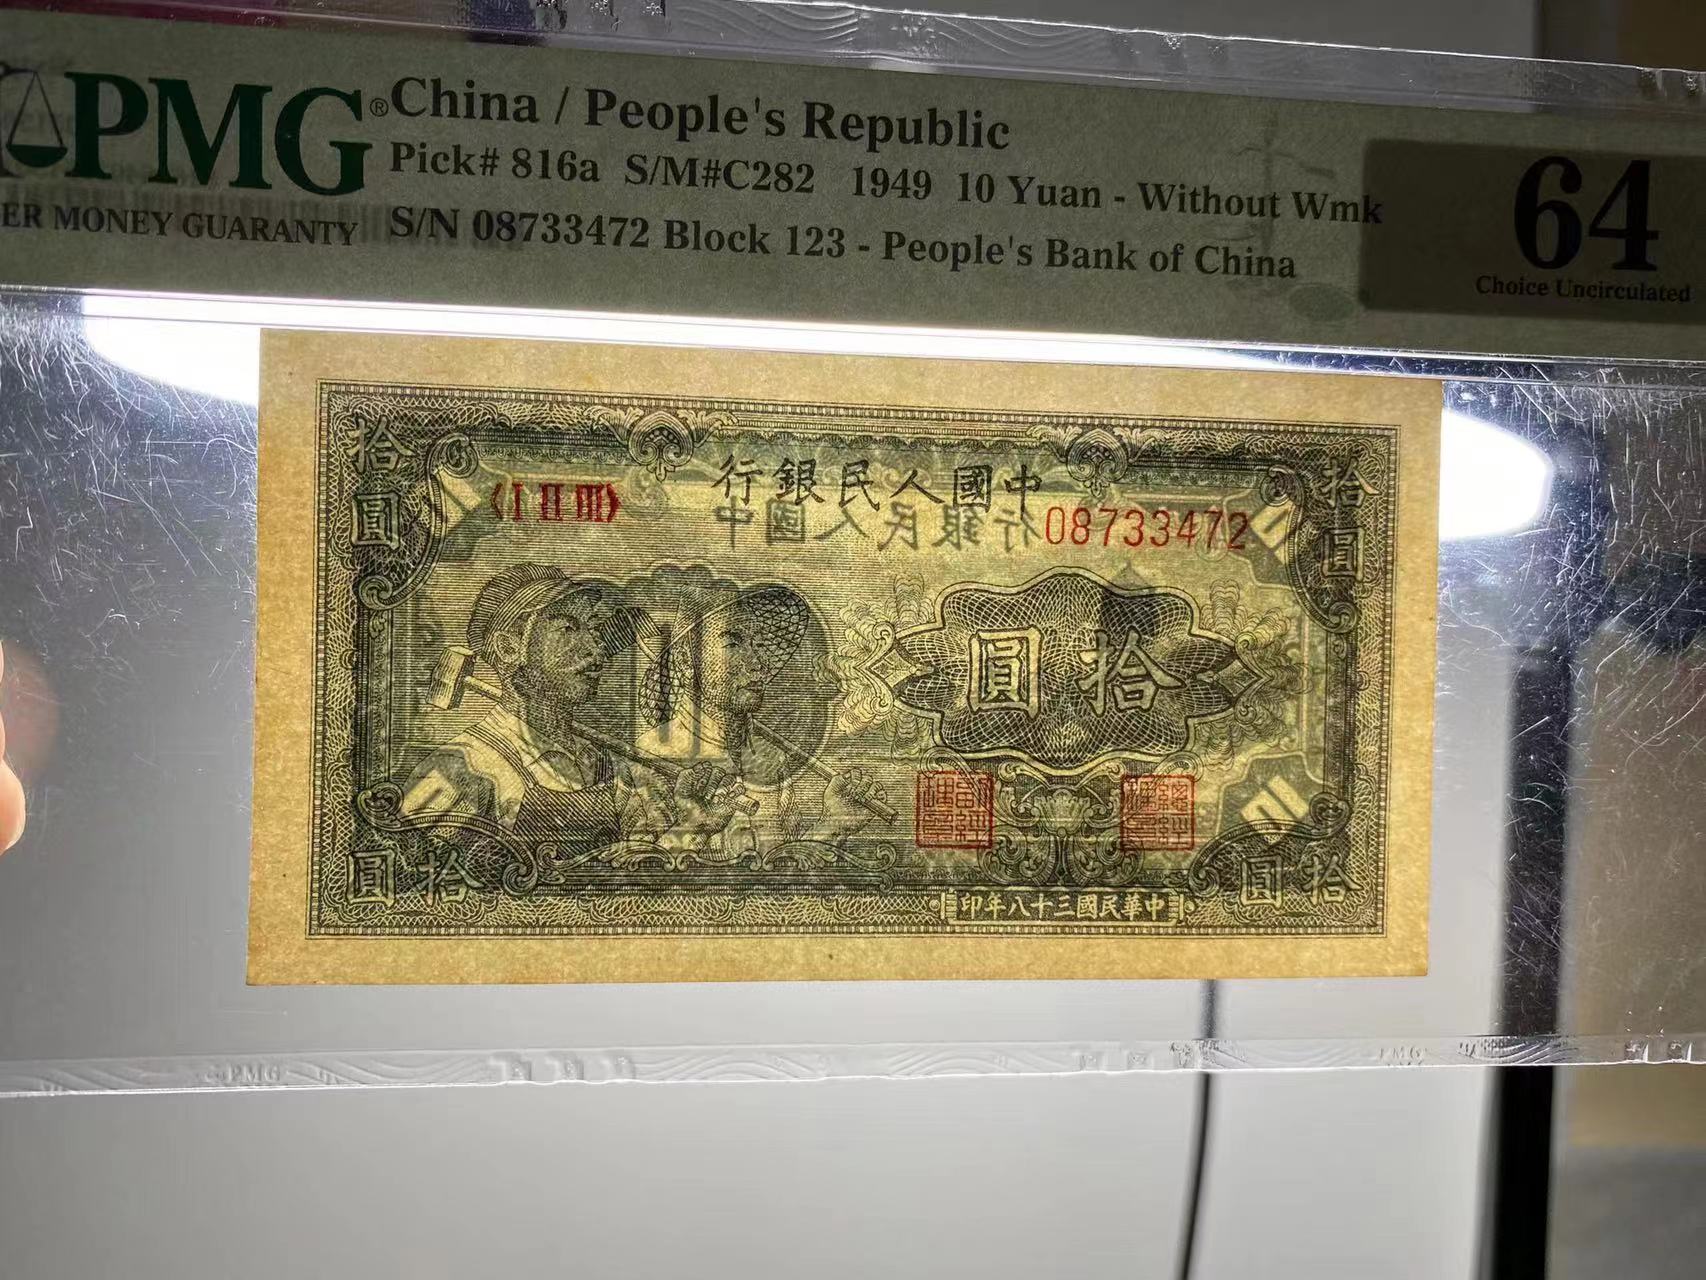 PMG® China / People's Republic
Pick# 816a S/M#C282 1949 10 Yuan - Without Wmk
ER MONEY GUARANTY S/N 08733472 Block 123 - People's Bank of China
64
Choice Uncirculated
行銀民人國中
拾圓
拾圓
《I II III》
08733472
圓拾
圓拾
圓拾
印年八十三國民華中
PMG
PMG